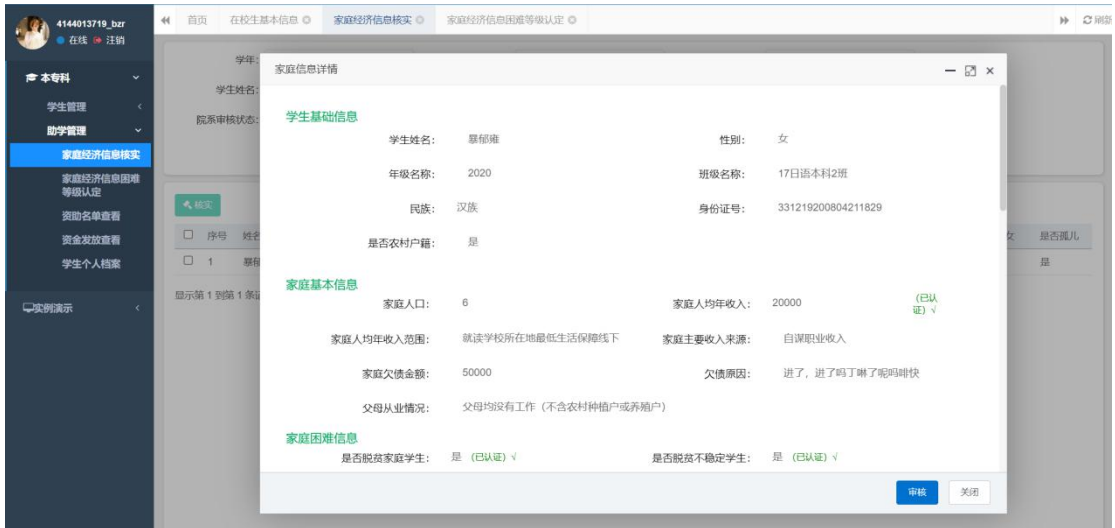 4144013719_bzr
在线 注销
首页 在校生基本信息 家庭经济信息核实 家庭经济信息困难等级认定 刷新
本专科
学生管理
助学管理
家庭经济信息核实
家庭经济信息困难
等级认定
资助名单查看
资金发放查看
学生个人档案
实例演示
学年:
学生姓名:
院系审核状态:
核实
序号 姓名 女 是否孤儿
1 暴郁 是
显示第 1 到第 1 条
家庭信息详情
学生基础信息
学生姓名: 暴郁雍 性别: 女
年级名称: 2020 班级名称: 17日语本科2班
民族: 汉族 身份证号: 331219200804211829
是否农村户籍: 是
家庭基本信息
家庭人口: 6 家庭人均年收入: 20000 (已认
证) √
家庭人均年收入范围: 就读学校所在地最低生活保障线下 家庭主要收入来源: 自谋职业收入
家庭欠债金额: 50000 欠债原因: 进了，进了吗丁啉了呢吗啡快
父母从业情况: 父母均没有工作（不含农村种植户或养殖户）
家庭困难信息
是否脱贫家庭学生: 是 (已认证) √ 是否脱贫不稳定学生: 是 (已认证) √
审核 关闭